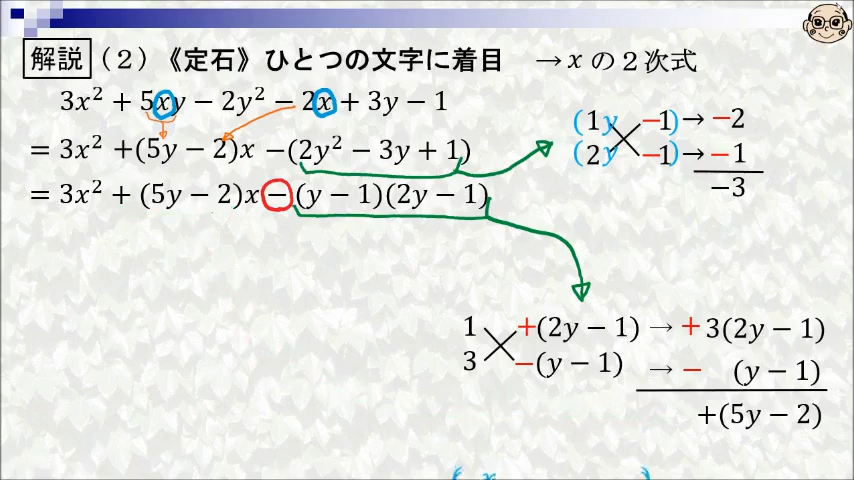 解説 (2)《定石》ひとつの文字に着目 → x の２次式
3x² + 5xy − 2y² − 2x + 3y − 1
= 3x² +(5y − 2)x −(2y² − 3y + 1)
= 3x² + (5y − 2)x − (y − 1)(2y − 1)
(1y −1) → −2
(2y −1) → −1
−3
1 +(2y − 1) → +3(2y − 1)
3 −(y − 1) → − (y − 1)
+(5y − 2)
( x )